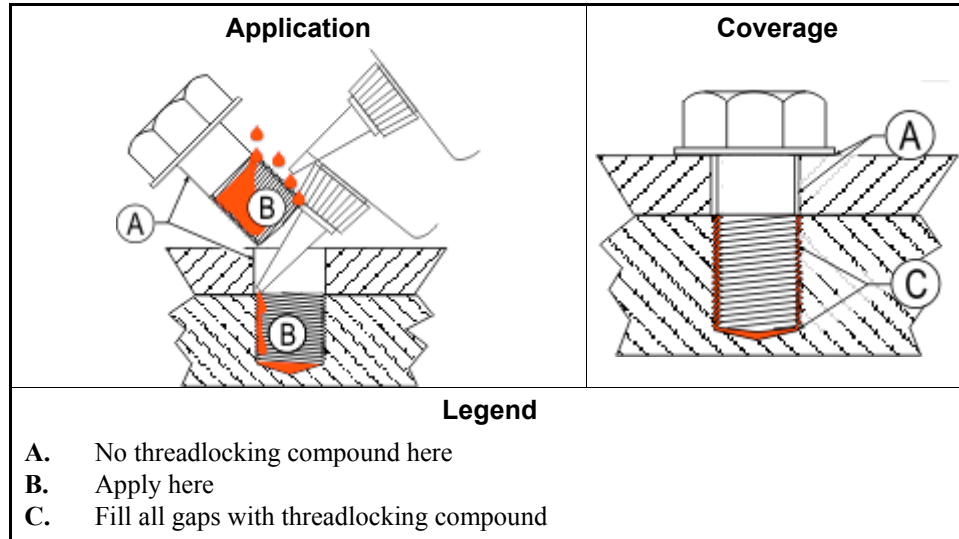 Application
Coverage
A
B
B
A
C
Legend
A. No threadlocking compound here
B. Apply here
C. Fill all gaps with threadlocking compound